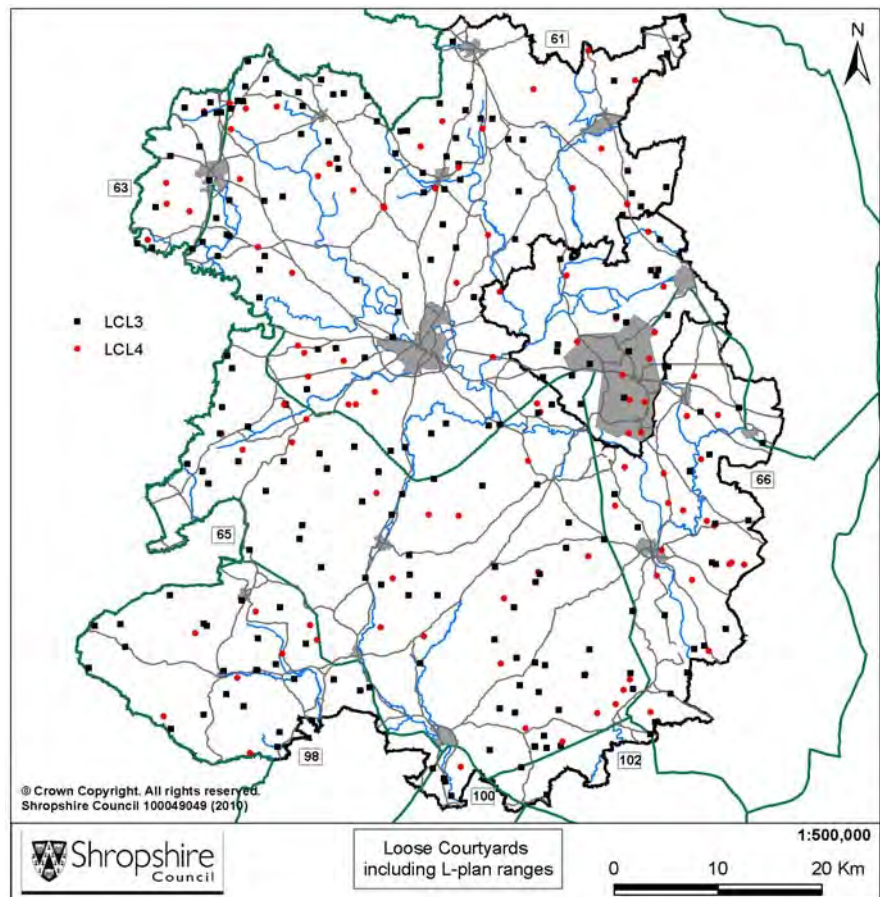 61
N
63
LCL3
LCL4
66
65
98
102
100
© Crown Copyright. All rights reserved.
Shropshire Council 100049049 (2010)
Shropshire
Council
Loose Courtyards
including L-plan ranges
1:500,000
0 10 20 Km